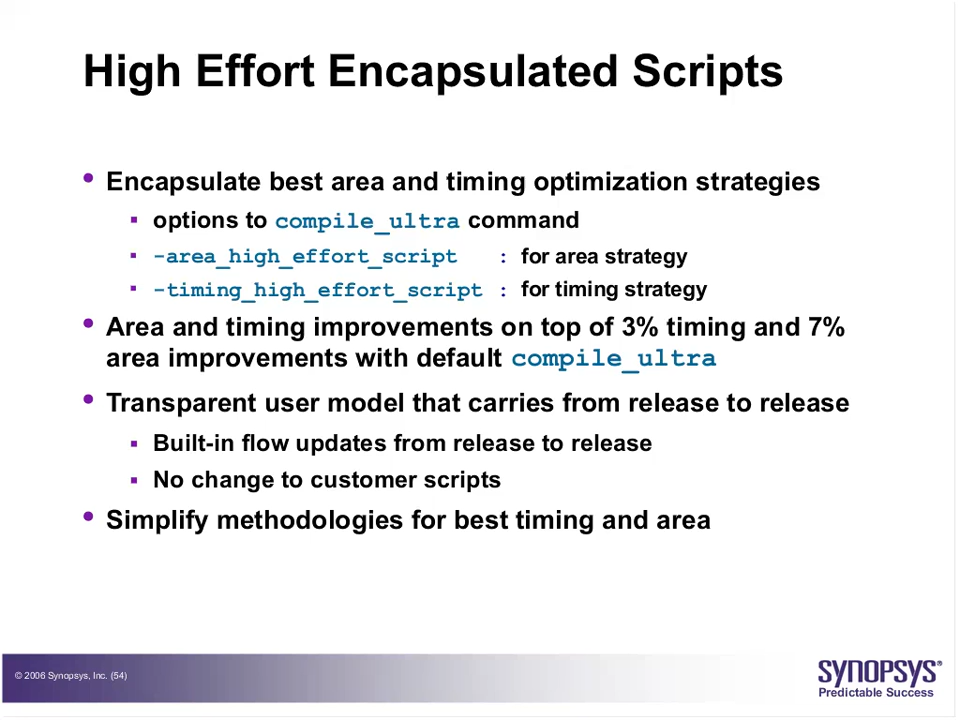 High Effort Encapsulated Scripts
• Encapsulate best area and timing optimization strategies
▪ options to compile_ultra command
▪ -area_high_effort_script : for area strategy
▪ -timing_high_effort_script : for timing strategy
• Area and timing improvements on top of 3% timing and 7%
area improvements with default compile_ultra
• Transparent user model that carries from release to release
▪ Built-in flow updates from release to release
▪ No change to customer scripts
• Simplify methodologies for best timing and area
© 2006 Synopsys, Inc. (54)
SYNOPSYS®
Predictable Success